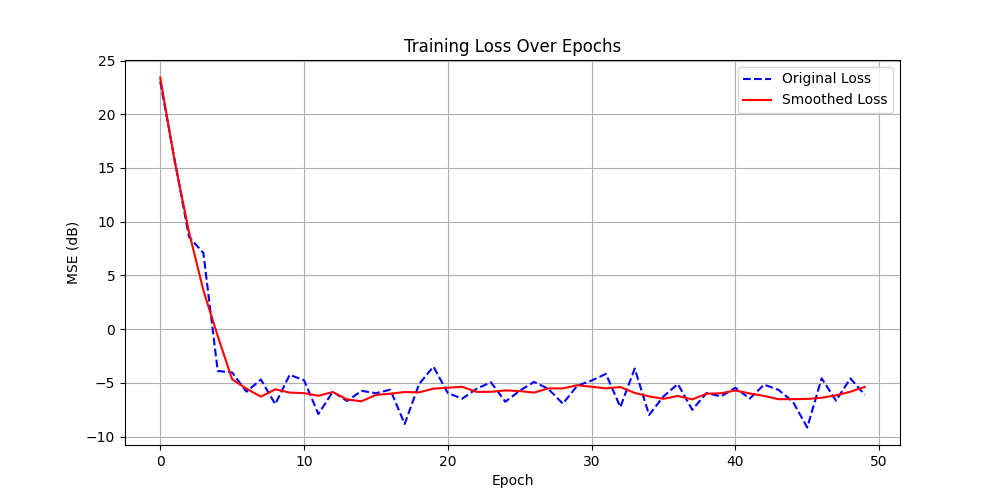 Training Loss Over Epochs
Original Loss
Smoothed Loss
MSE (dB)
25
20
15
10
5
0
−5
−10
0 10 20 30 40 50
Epoch